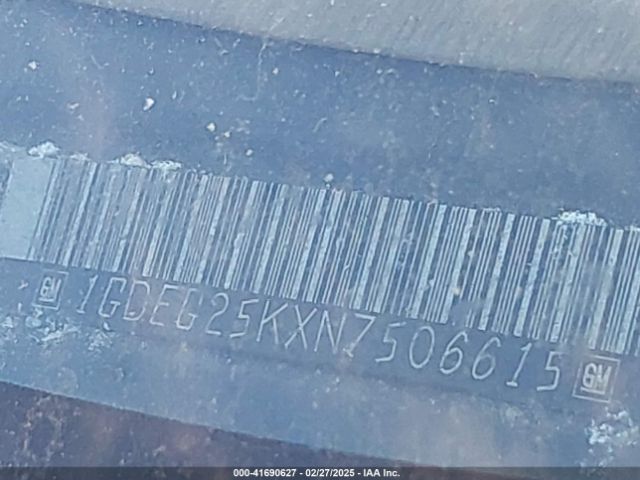 GM 1GDEG25KXN7506615 GM
000-41690627 - 02/27/2025 - IAA Inc.